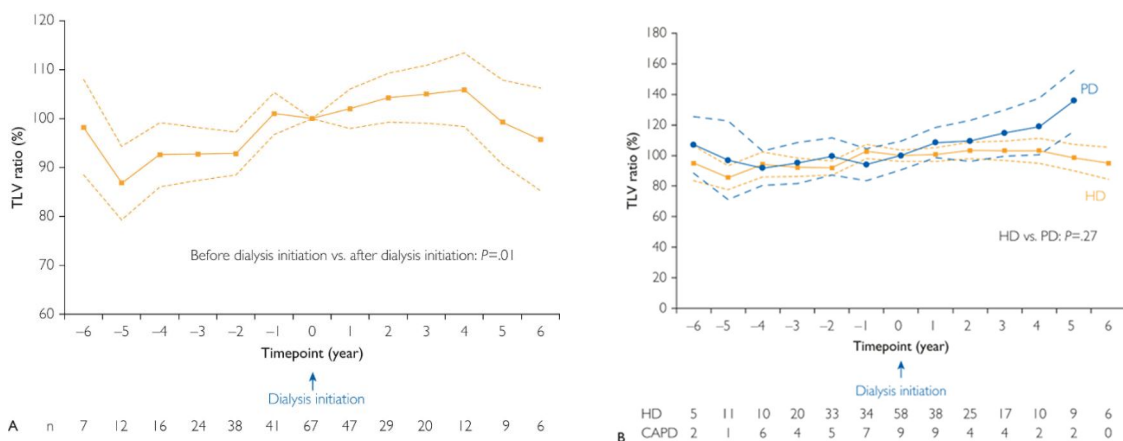 120
110
100
90
80
70
60
TLV ratio (%)
Before dialysis initiation vs. after dialysis initiation: P=.01
–6 –5 –4 –3 –2 –1 0 1 2 3 4 5 6
Timepoint (year)
Dialysis initiation
A n 7 12 16 24 38 41 67 47 29 20 12 9 6
180
160
140
120
100
80
60
40
20
0
TLV ratio (%)
PD
HD
HD vs. PD: P=.27
–6 –5 –4 –3 –2 –1 0 1 2 3 4 5 6
Timepoint (year)
Dialysis initiation
HD 5 11 10 20 33 34 58 38 25 17 10 9 6
B CAPD 2 1 6 4 5 7 9 9 4 4 2 2 0